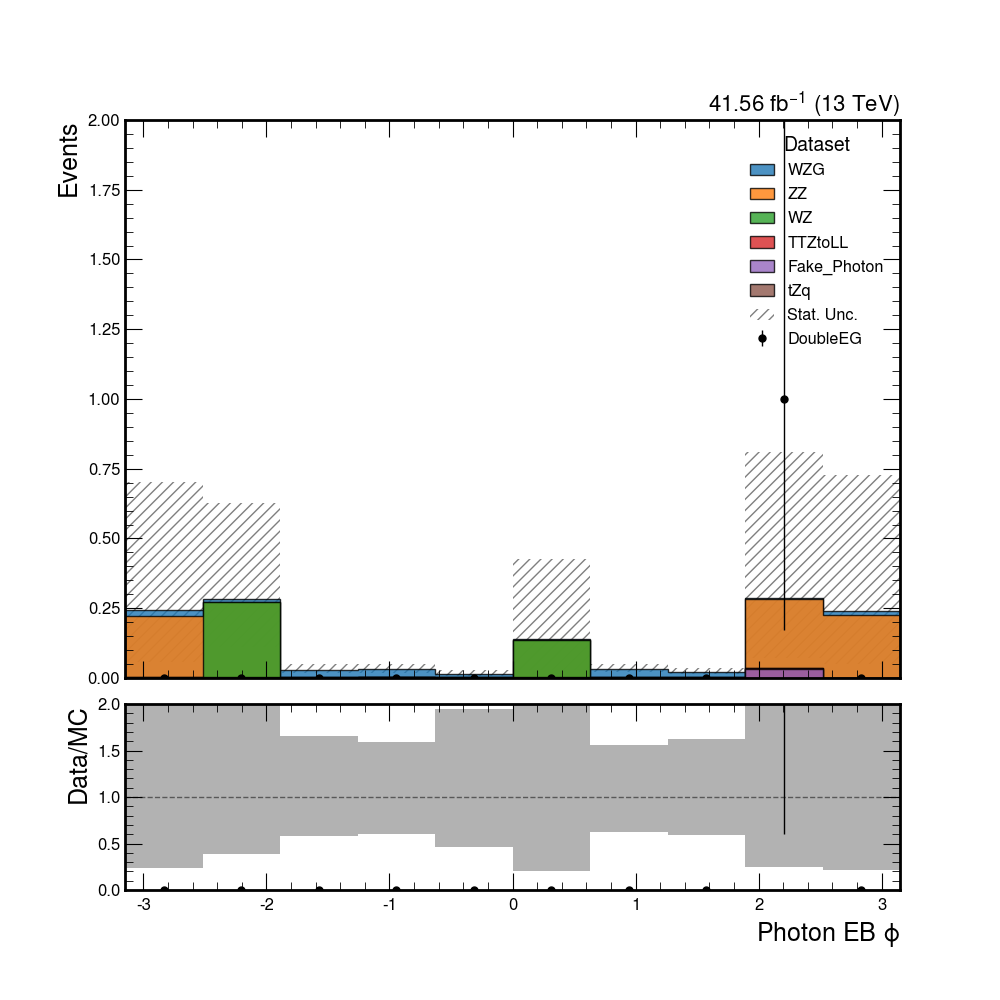 41.56 fb⁻¹ (13 TeV)
Events
2.00
1.75
1.50
1.25
1.00
0.75
0.50
0.25
0.00
Dataset
WZG
ZZ
WZ
TTZtoLL
Fake_Photon
tZq
Stat. Unc.
DoubleEG
Data/MC
2.0
1.5
1.0
0.5
0.0
-3 -2 -1 0 1 2 3
Photon EB ϕ